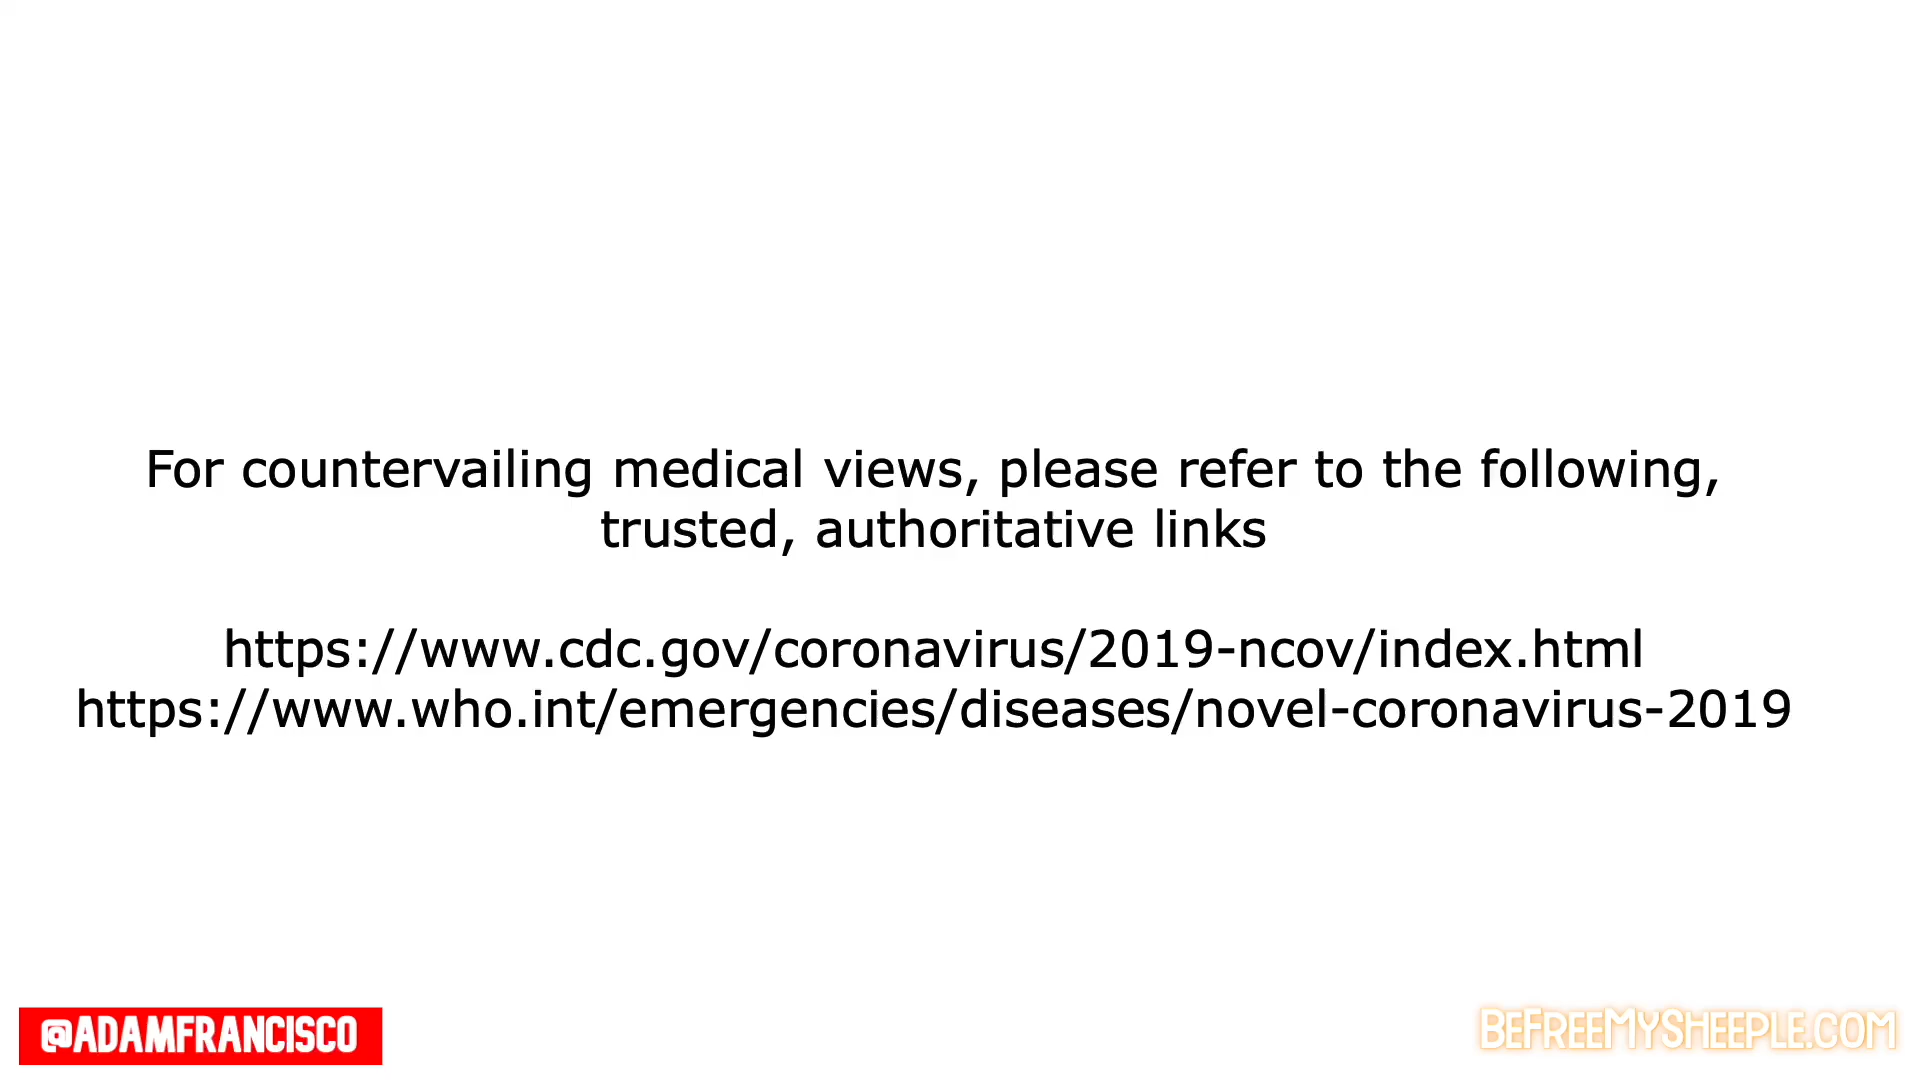 For countervailing medical views, please refer to the following,
trusted, authoritative links
https://www.cdc.gov/coronavirus/2019-ncov/index.html
https://www.who.int/emergencies/diseases/novel-coronavirus-2019
@ADAMFRANCISCO
BEFREEMYSHEEPLE.COM